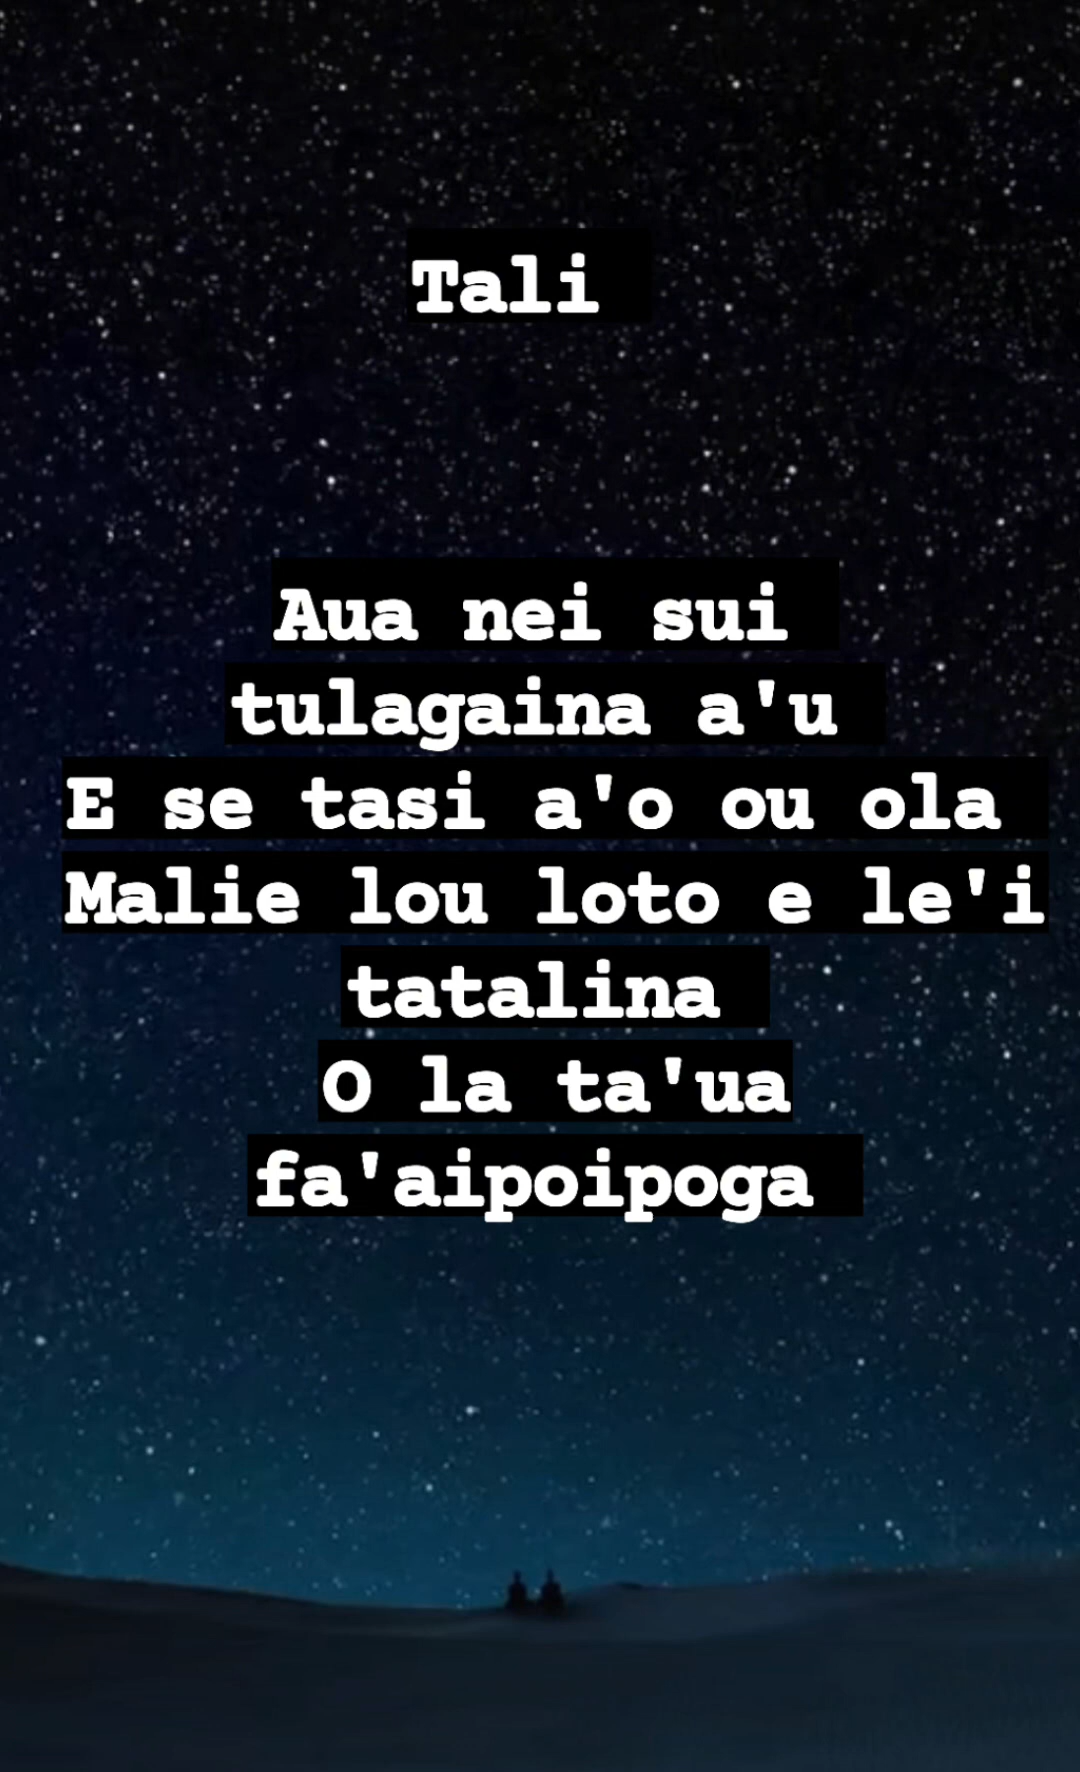 Tali
Aua nei sui
tulagaina a'u
E se tasi a'o ou ola
Malie lou loto e le'i
tatalina
O la ta'ua
fa'aipoipoga